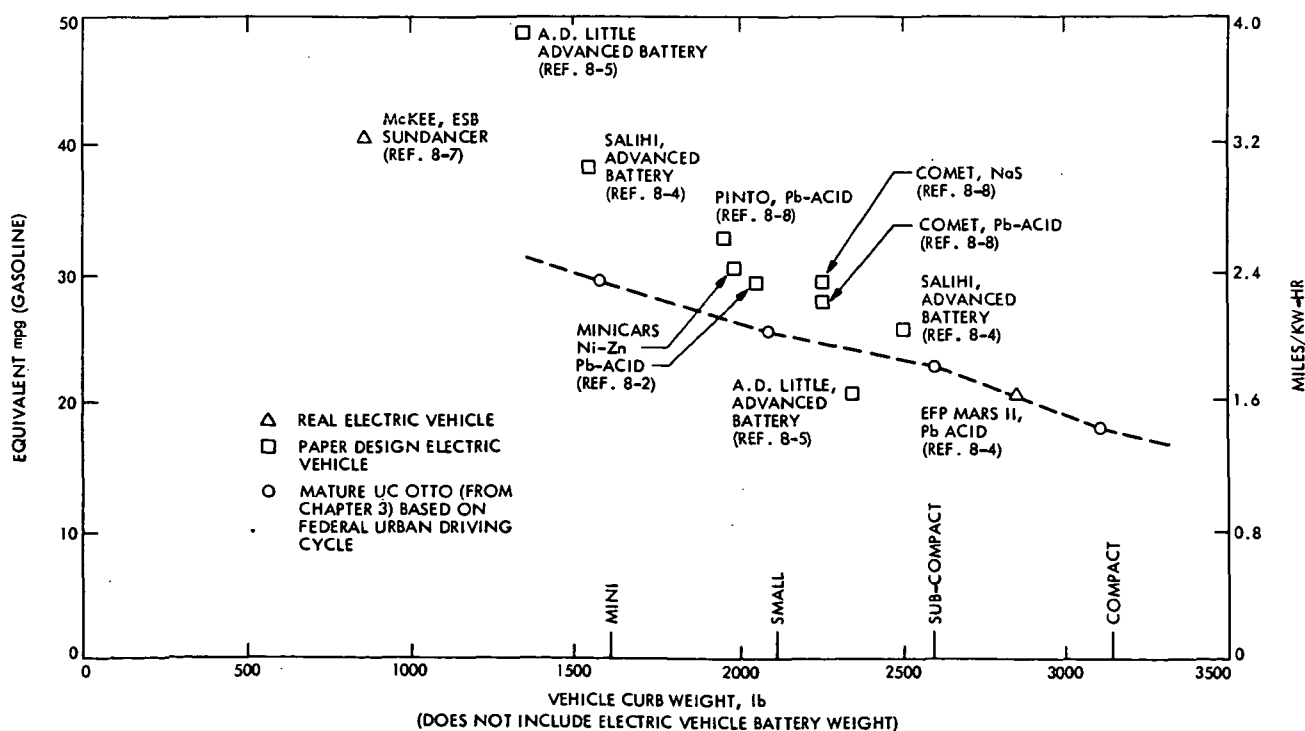 50
40
30
20
10
0
EQUIVALENT mpg (GASOLINE)
4.0
3.2
2.4
1.6
0.8
0
MILES/KW-HR
A.D. LITTLE
ADVANCED BATTERY
(REF. 8-5)
McKEE, ESB
SUNDANCER
(REF. 8-7)
SALIHI,
ADVANCED
BATTERY
(REF. 8-4)
PINTO, Pb-ACID
(REF. 8-8)
COMET, NaS
(REF. 8-8)
COMET, Pb-ACID
(REF. 8-8)
SALIHI,
ADVANCED
BATTERY
(REF. 8-4)
MINICARS
Ni-Zn
Pb-ACID
(REF. 8-2)
A.D. LITTLE,
ADVANCED
BATTERY
(REF. 8-5)
EFP MARS II,
Pb ACID
(REF. 8-4)
REAL ELECTRIC VEHICLE
PAPER DESIGN ELECTRIC
VEHICLE
MATURE UC OTTO (FROM
CHAPTER 3) BASED ON
FEDERAL URBAN DRIVING
CYCLE
MINI
SMALL
SUB-COMPACT
COMPACT
0
500
1000
1500
2000
2500
3000
3500
VEHICLE CURB WEIGHT, lb
(DOES NOT INCLUDE ELECTRIC VEHICLE BATTERY WEIGHT)